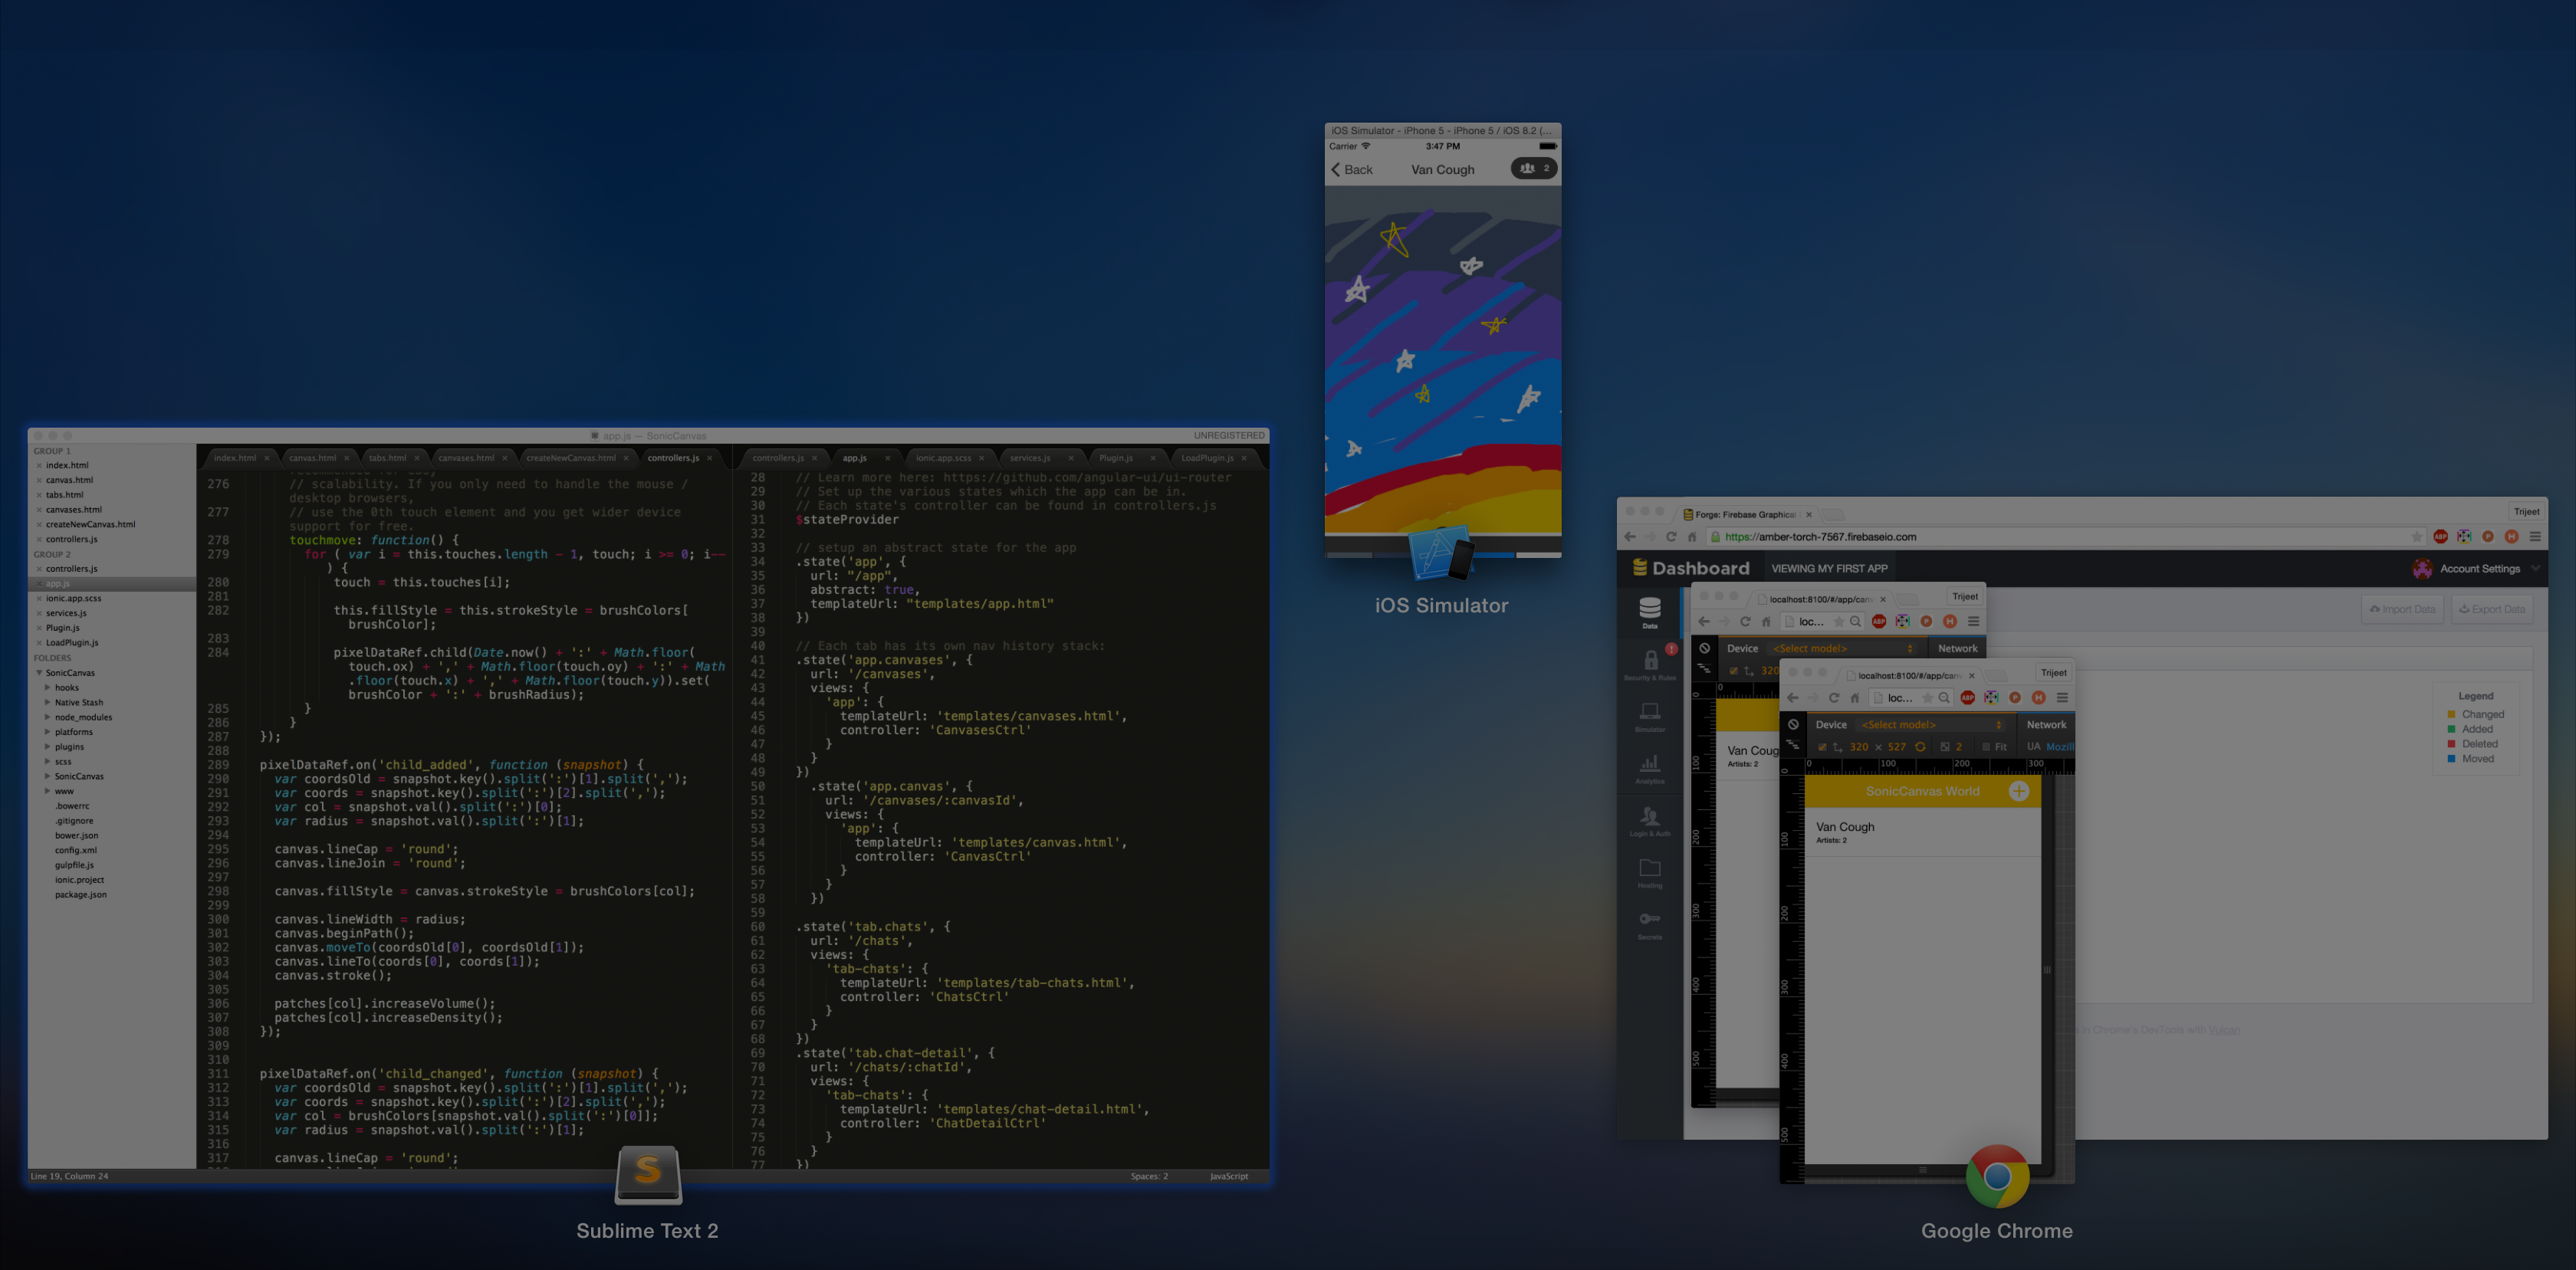 app.js — SonicCanvas
UNREGISTERED
GROUP 1
index.html
canvas.html
tabs.html
canvases.html
createNewCanvas.html
controllers.js
GROUP 2
controllers.js
app.js
ionic.app.scss
services.js
Plugin.js
LoadPlugin.js
FOLDERS
SonicCanvas
hooks
Native Stash
node_modules
platforms
plugins
scss
SonicCanvas
www
.bowerrc
.gitignore
bower.json
config.xml
gulpfile.js
ionic.project
package.json
index.html canvas.html tabs.html canvases.html createNewCanvas.html controllers.js
276 // scalability. If you only need to handle the mouse /
desktop browsers,
277 // use the 0th touch element and you get wider device
support for free.
278 touchmove: function() {
279 for ( var i = this.touches.length - 1, touch; i >= 0; i--
) {
280 touch = this.touches[i];
281
282 this.fillStyle = this.strokeStyle = brushColors[
brushColor];
283
284 pixelDataRef.child(Date.now() + ':' + Math.floor(
touch.ox) + ',' + Math.floor(touch.oy) + ':' + Math
.floor(touch.x) + ',' + Math.floor(touch.y)).set(
brushColor + ':' + brushRadius);
285 }
286 }
287 });
288
289 pixelDataRef.on('child_added', function (snapshot) {
290 var coordsOld = snapshot.key().split(':')[1].split(',');
291 var coords = snapshot.key().split(':')[2].split(',');
292 var col = snapshot.val().split(':')[0];
293 var radius = snapshot.val().split(':')[1];
294
295 canvas.lineCap = 'round';
296 canvas.lineJoin = 'round';
297
298 canvas.fillStyle = canvas.strokeStyle = brushColors[col];
299
300 canvas.lineWidth = radius;
301 canvas.beginPath();
302 canvas.moveTo(coordsOld[0], coordsOld[1]);
303 canvas.lineTo(coords[0], coords[1]);
304 canvas.stroke();
305
306 patches[col].increaseVolume();
307 patches[col].increaseDensity();
308 });
309
310
311 pixelDataRef.on('child_changed', function (snapshot) {
312 var coordsOld = snapshot.key().split(':')[1].split(',');
313 var coords = snapshot.key().split(':')[2].split(',');
314 var col = brushColors[snapshot.val().split(':')[0]];
315 var radius = snapshot.val().split(':')[1];
316
317 canvas.lineCap = 'round';
controllers.js app.js ionic.app.scss services.js Plugin.js LoadPlugin.js
28 // Learn more here: https://github.com/angular-ui/ui-router
29 // Set up the various states which the app can be in.
30 // Each state's controller can be found in controllers.js
31 $stateProvider
32
33 // setup an abstract state for the app
34 .state('app', {
35 url: "/app",
36 abstract: true,
37 templateUrl: "templates/app.html"
38 })
39
40 // Each tab has its own nav history stack:
41 .state('app.canvases', {
42 url: '/canvases',
43 views: {
44 'app': {
45 templateUrl: 'templates/canvases.html',
46 controller: 'CanvasesCtrl'
47 }
48 }
49 })
50 .state('app.canvas', {
51 url: '/canvases/:canvasId',
52 views: {
53 'app': {
54 templateUrl: 'templates/canvas.html',
55 controller: 'CanvasCtrl'
56 }
57 }
58 })
59
60 .state('tab.chats', {
61 url: '/chats',
62 views: {
63 'tab-chats': {
64 templateUrl: 'templates/tab-chats.html',
65 controller: 'ChatsCtrl'
66 }
67 }
68 })
69 .state('tab.chat-detail', {
70 url: '/chats/:chatId',
71 views: {
72 'tab-chats': {
73 templateUrl: 'templates/chat-detail.html',
74 controller: 'ChatDetailCtrl'
75 }
76 }
77 })
Line 19, Column 24
Spaces: 2 JavaScript
S
Sublime Text 2
iOS Simulator - iPhone 5 - iPhone 5 / iOS 8.2 (...
Carrier 3:47 PM
Back Van Cough 2
iOS Simulator
Forge: Firebase Graphical Trijeet
https://amber-torch-7567.firebaseio.com ABP P H
Dashboard VIEWING MY FIRST APP Account Settings
Data
Security & Rules
Simulator
Analytics
Login & Auth
Hosting
Secrets
Import Data Export Data
Legend
Changed
Added
Deleted
Moved
in Chrome's DevTools with Vulcan
localhost:8100/#/app/can Trijeet
loc... ABP P H
Device <Select model> Network
320
0
Van Coug
Artists: 2
0
100
200
300
400
500
localhost:8100/#/app/canv Trijeet
loc... ABP P H
Device <Select model> Network
320 × 527 2 Fit UA Mozill
0 100 200 300
SonicCanvas World
Van Cough
Artists: 2
0
100
200
300
400
500
Google Chrome